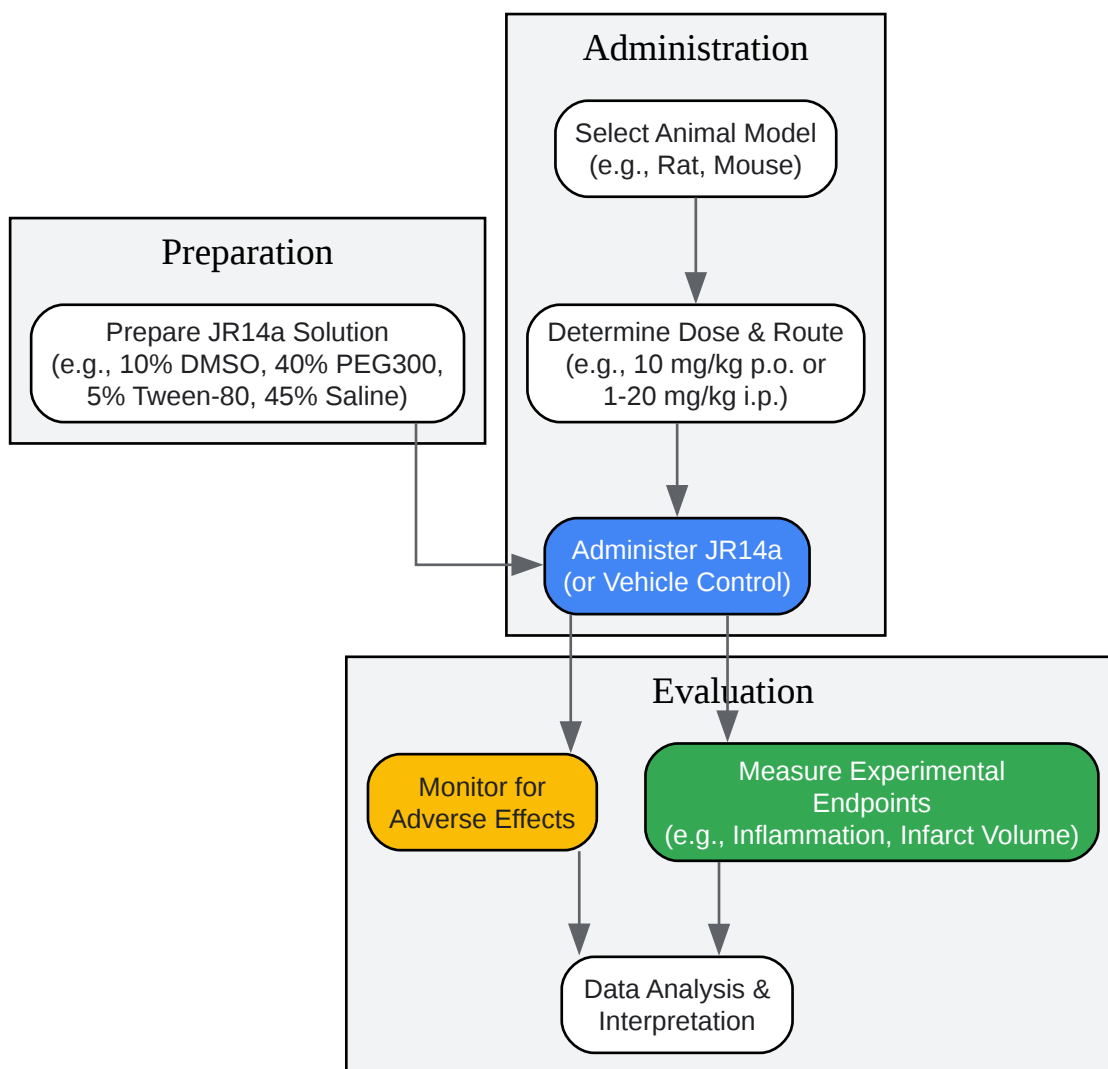 Administration
Select Animal Model
(e.g., Rat, Mouse)
Preparation
Prepare JR14a Solution
(e.g., 10% DMSO, 40% PEG300,
5% Tween-80, 45% Saline)
Determine Dose & Route
(e.g., 10 mg/kg p.o. or
1-20 mg/kg i.p.)
Administer JR14a
(or Vehicle Control)
Evaluation
Monitor for
Adverse Effects
Measure Experimental
Endpoints
(e.g., Inflammation, Infarct Volume)
Data Analysis &
Interpretation